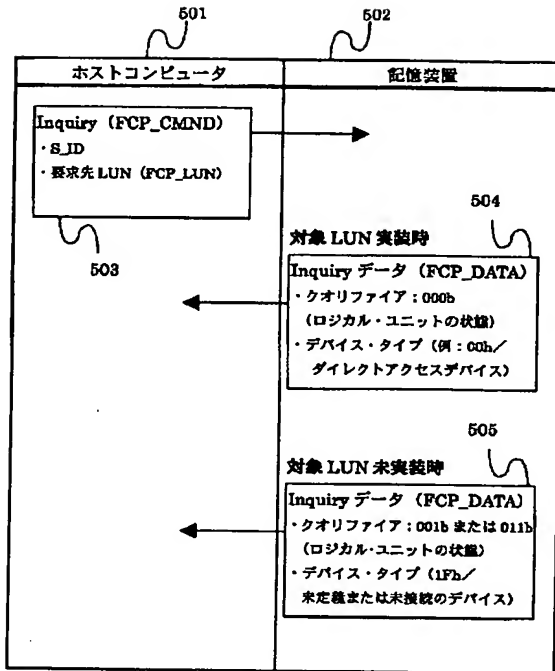 501
502
ホストコンピュータ
記憶装置
Inquiry (FCP_CMND)
・S_ID
・要求先 LUN (FCP_LUN)
503
504
対象 LUN 実装時
Inquiry データ (FCP_DATA)
・クオリファイア:000b
(ロジカル・ユニットの状態)
・デバイス・タイプ (例:00h/
ダイレクトアクセスデバイス)
505
対象 LUN 未実装時
Inquiry データ (FCP_DATA)
・クオリファイア:001b または 011b
(ロジカル・ユニットの状態)
・デバイス・タイプ (1Fh/
未定義または未接続のデバイス)